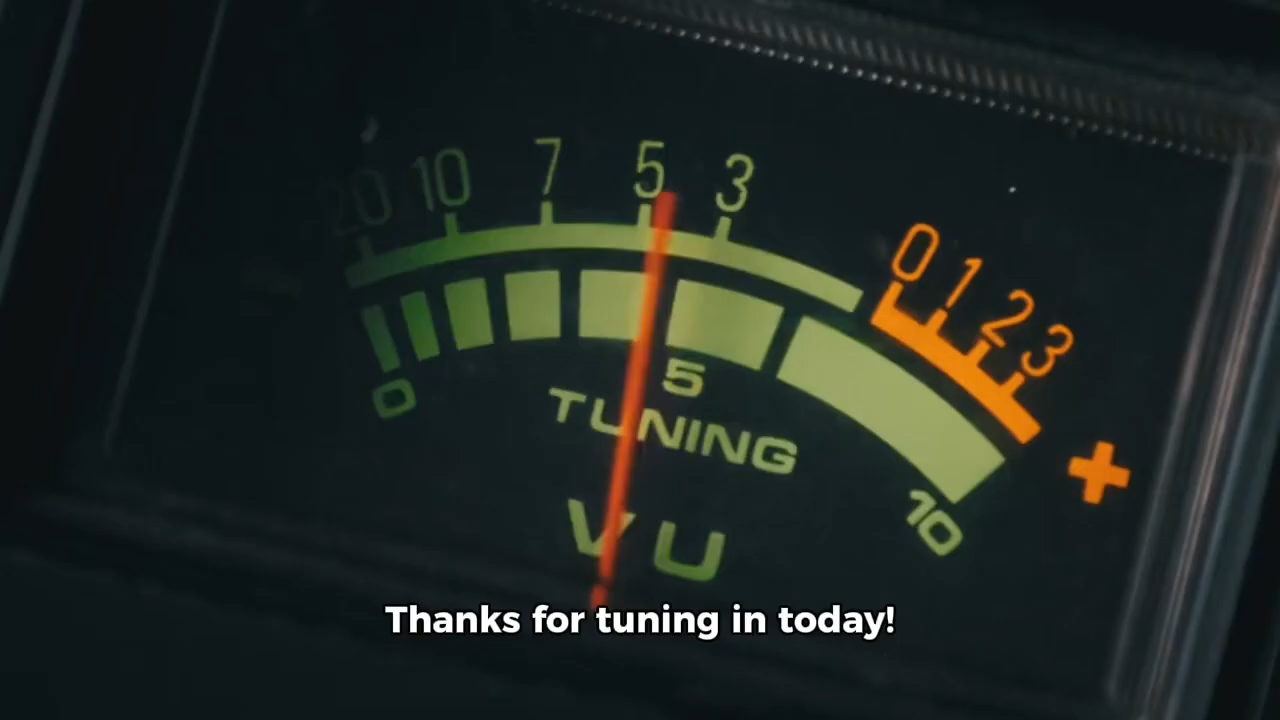 20 10 7 5 3 0 1 2 3
+
0 5 10
TUNING
VU
Thanks for tuning in today!